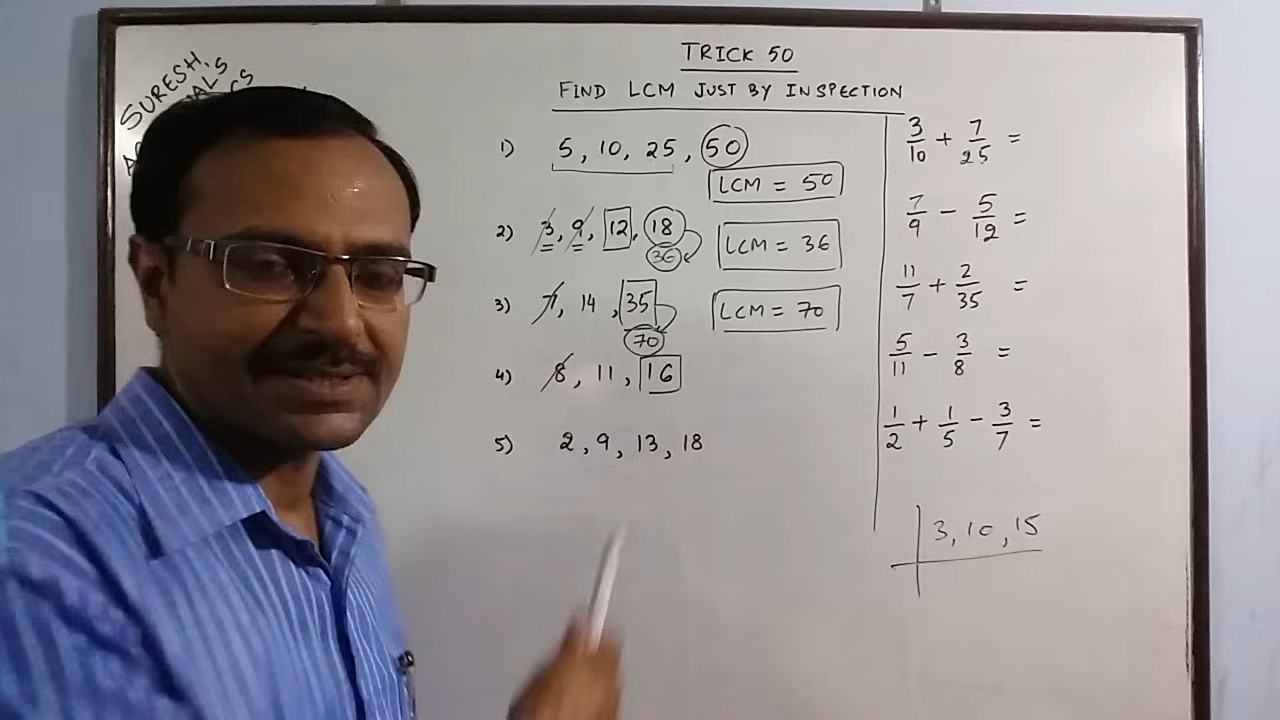 SURESH
TRICK 50
FIND LCM JUST BY INSPECTION
1) 5, 10, 25, 50
LCM = 50
2) 3, 9, 12, 18
36
LCM = 36
3) 7, 14, 35
70
LCM = 70
4) 8, 11, 16
5) 2, 9, 13, 18
3/10 + 7/25 =
7/9 - 5/12 =
11/7 + 2/35 =
5/11 - 3/8 =
1/2 + 1/5 - 3/7 =
3, 10, 15